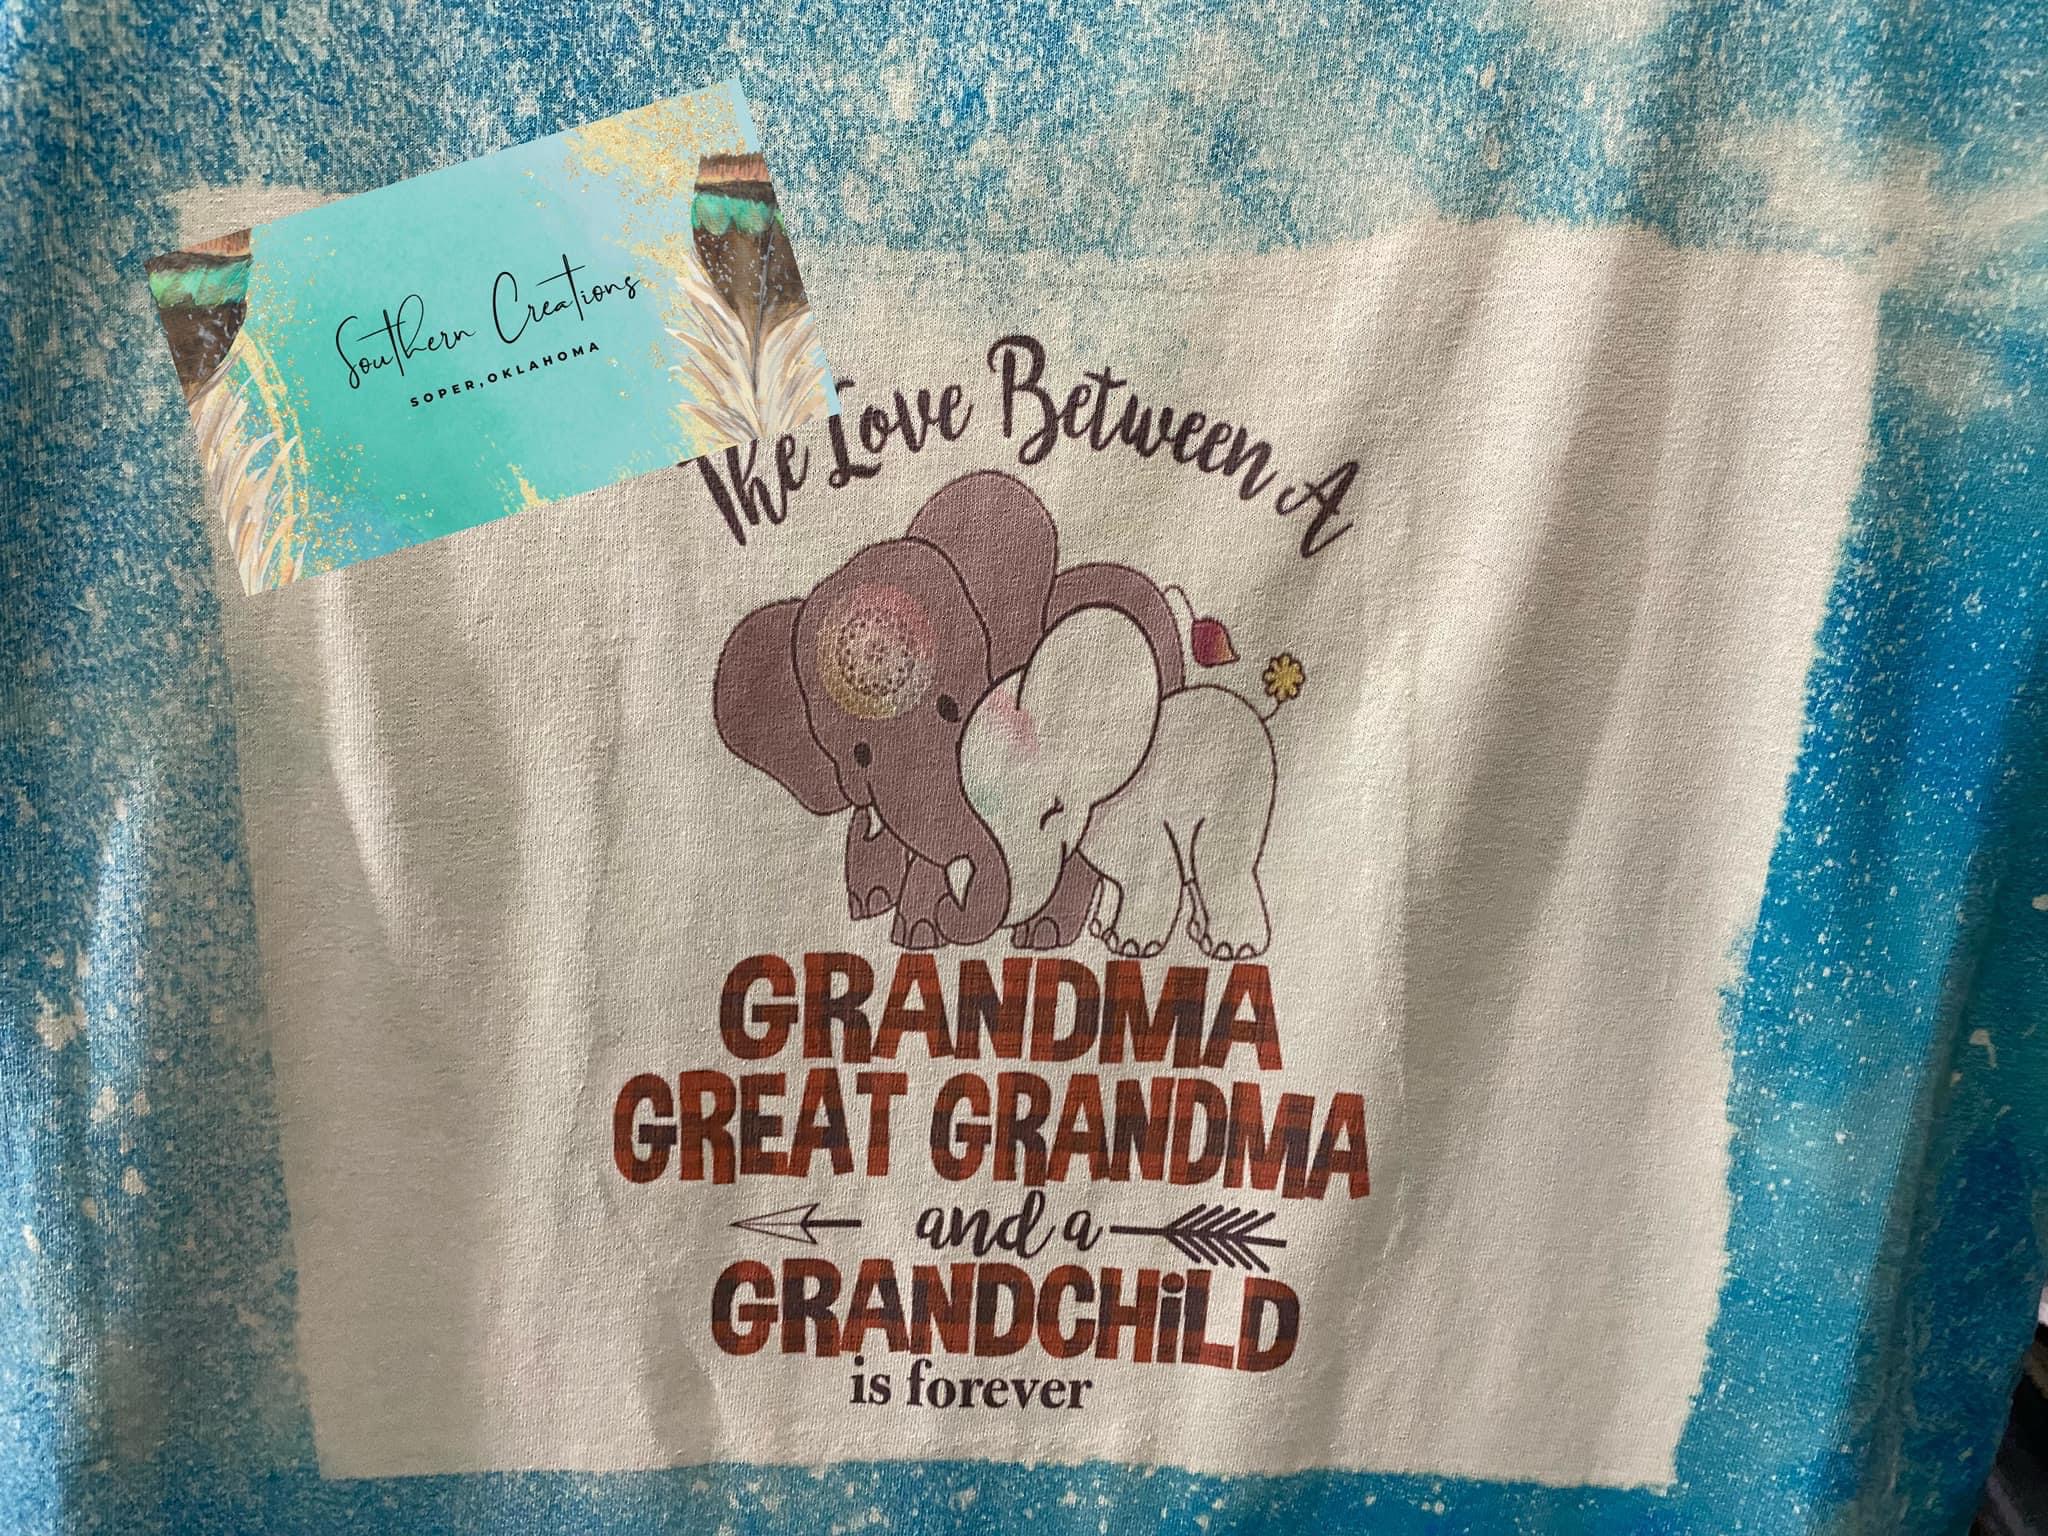 Southern Creations
SOPER,OKLAHOMA
The Love Between A
GRANDMA
GREAT GRANDMA
and a
GRANDCHiLD
is forever